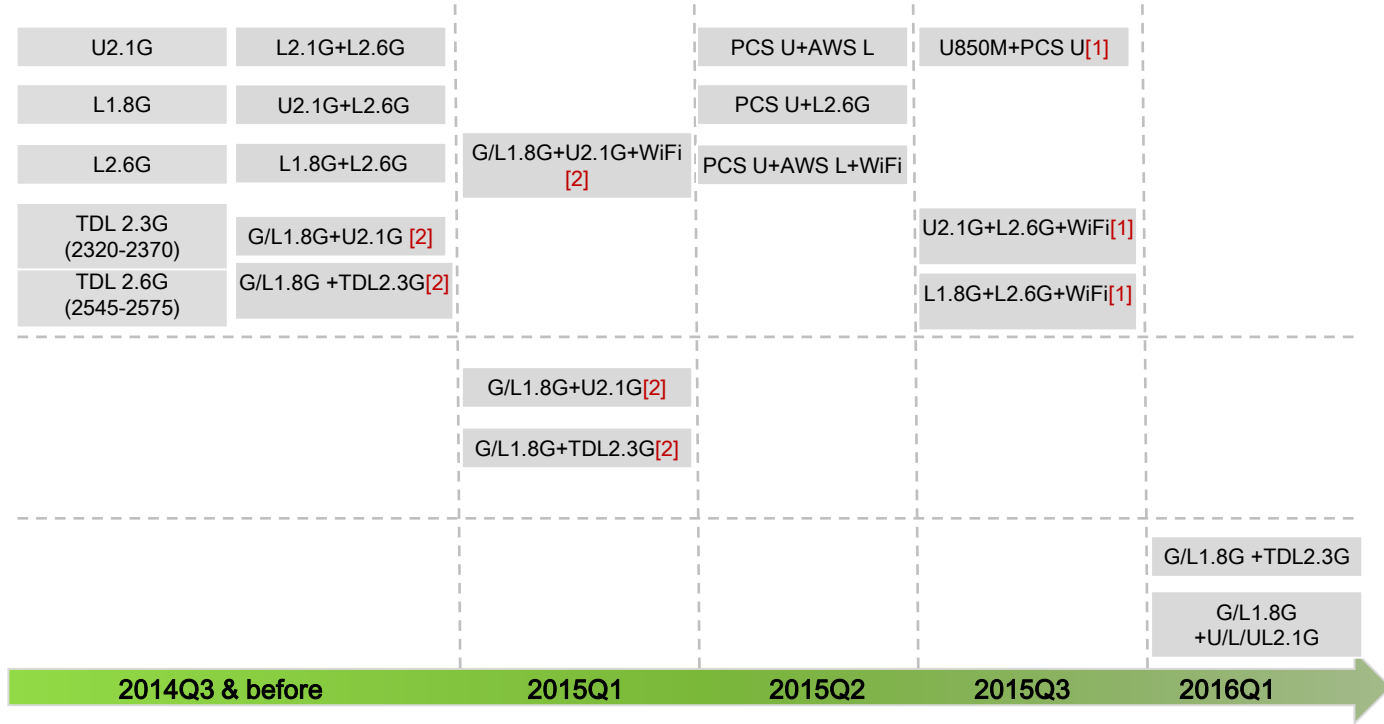 U2.1G
L2.1G+L2.6G
PCS U+AWS L
U850M+PCS U[1]
L1.8G
U2.1G+L2.6G
PCS U+L2.6G
L2.6G
L1.8G+L2.6G
G/L1.8G+U2.1G+WiFi
[2]
PCS U+AWS L+WiFi
TDL 2.3G
(2320-2370)
G/L1.8G+U2.1G [2]
U2.1G+L2.6G+WiFi[1]
TDL 2.6G
(2545-2575)
G/L1.8G +TDL2.3G[2]
L1.8G+L2.6G+WiFi[1]
G/L1.8G+U2.1G[2]
G/L1.8G+TDL2.3G[2]
G/L1.8G +TDL2.3G
G/L1.8G
+U/L/UL2.1G
2014Q3 & before
2015Q1
2015Q2
2015Q3
2016Q1